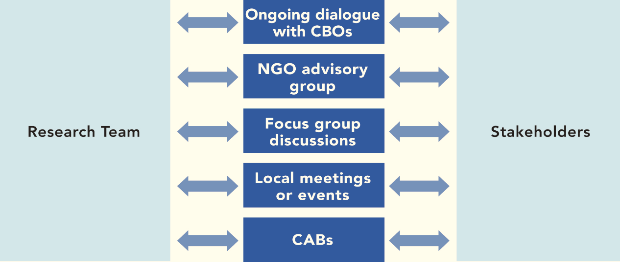 Ongoing dialogue
with CBOs
NGO advisory
group
Research Team
Focus group
discussions
Stakeholders
Local meetings
or events
CABs